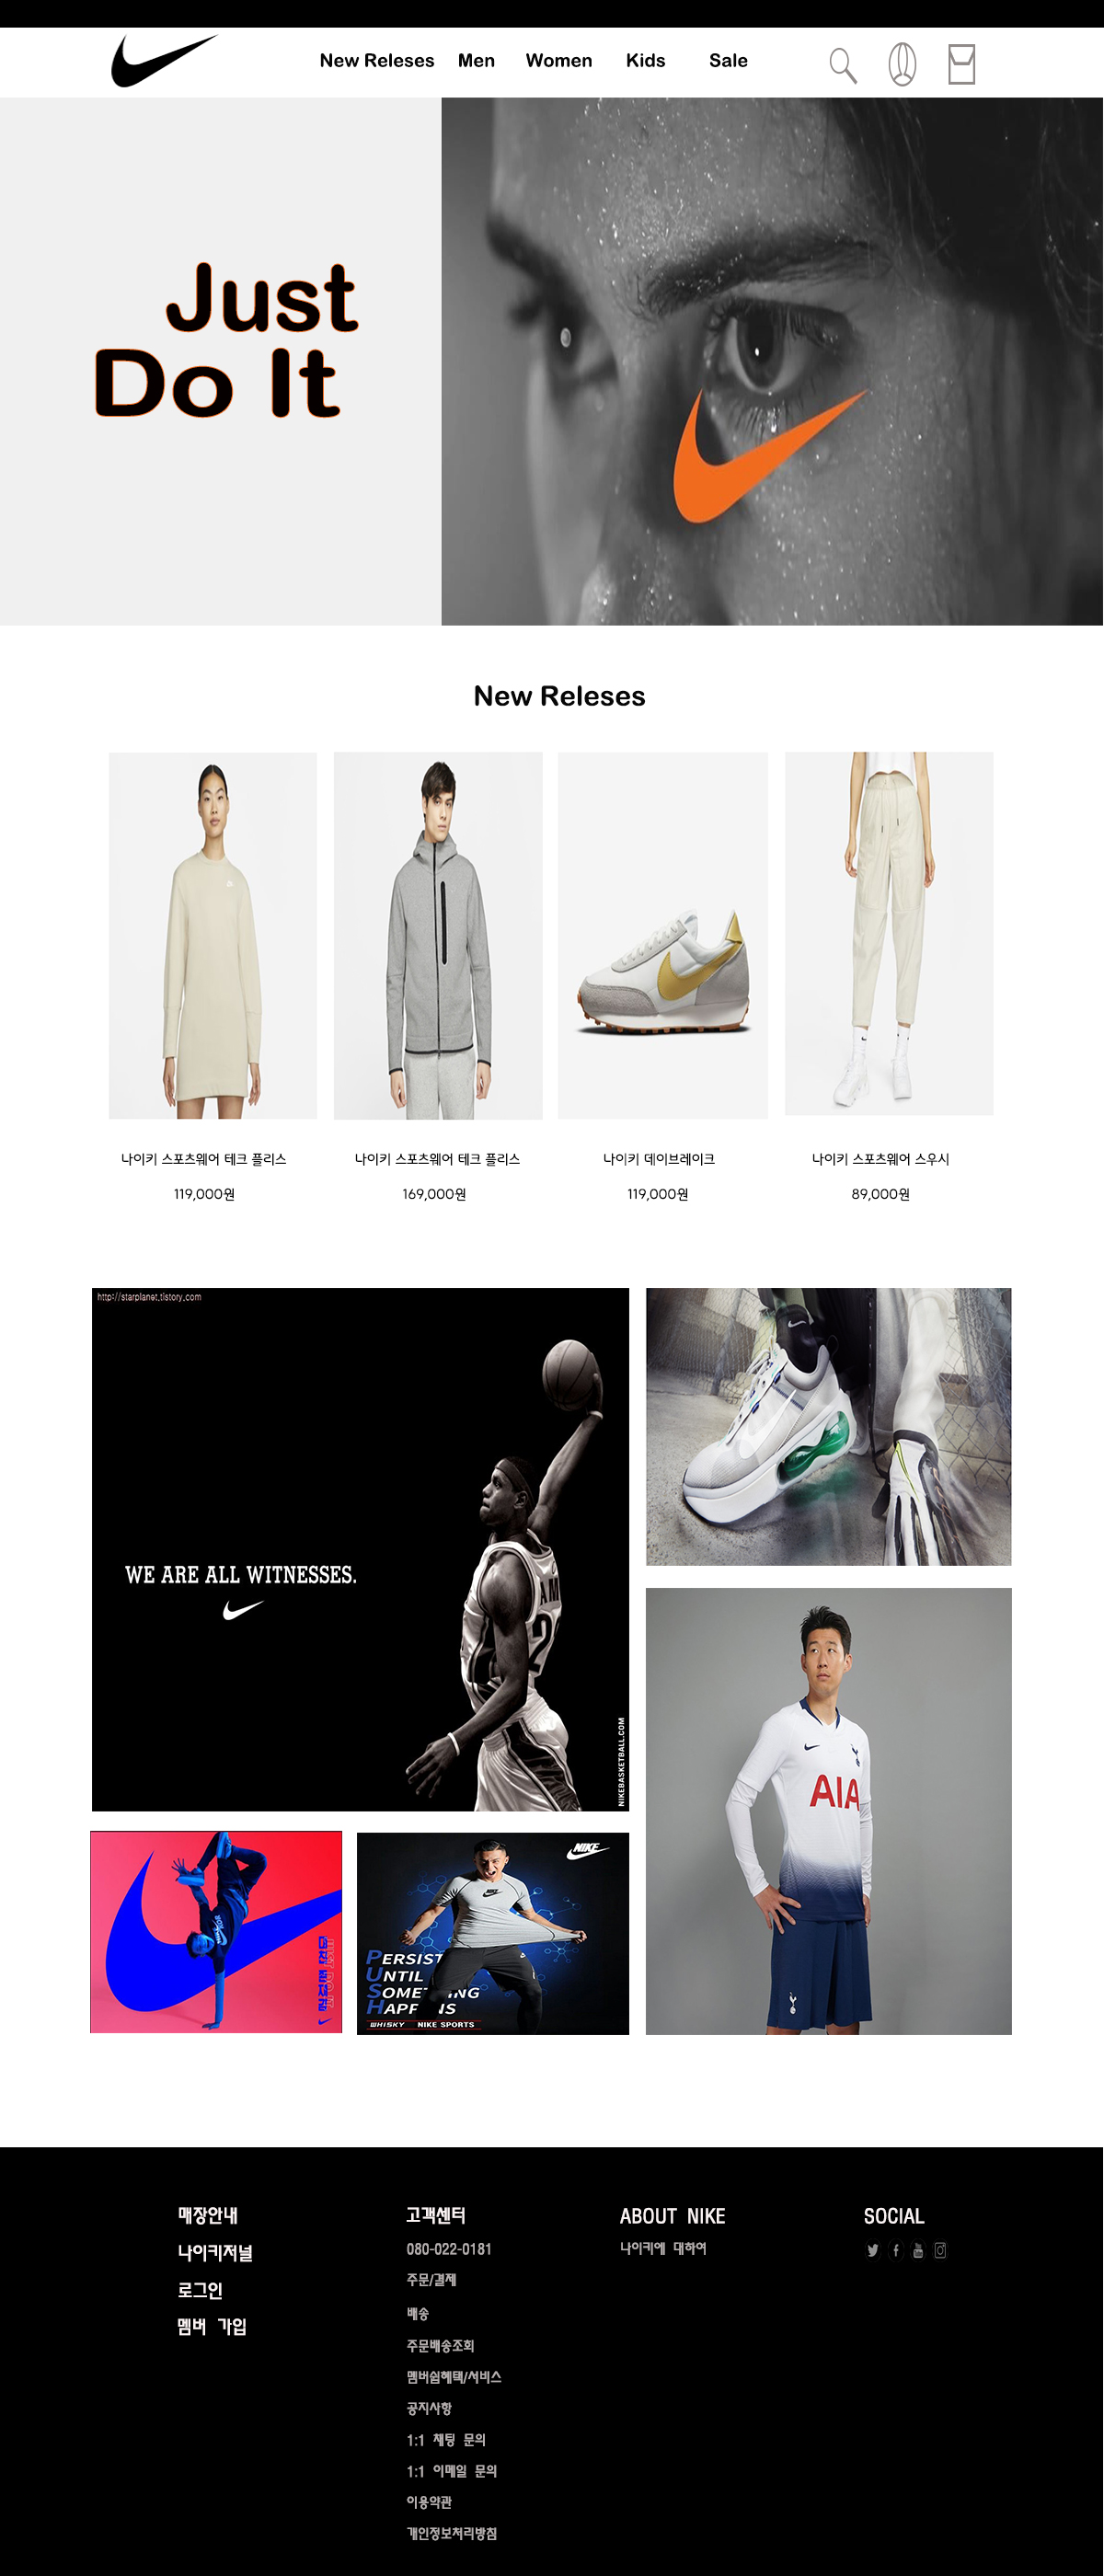 New Releses Men Women Kids Sale
Just
Do It
New Releses
나이키 스포츠웨어 테크 플리스
119,000원
나이키 스포츠웨어 테크 플리스
169,000원
나이키 데이브레이크
119,000원
나이키 스포츠웨어 스우시
89,000원
http://starplanet.tistory.com
WE ARE ALL WITNESSES.
NIKEBASKETBALL.COM
AIA
NIKE
PERSIST
UNTIL
SOMETHING
WHISKY NIKE SPORTS
매장안내
나이키저널
로그인
멤버 가입
고객센터
080-022-0181
주문/결제
배송
주문배송조회
멤버쉽혜택/서비스
공지사항
1:1 채팅 문의
1:1 이메일 문의
이용약관
개인정보처리방침
ABOUT NIKE
나이키에 대하여
SOCIAL